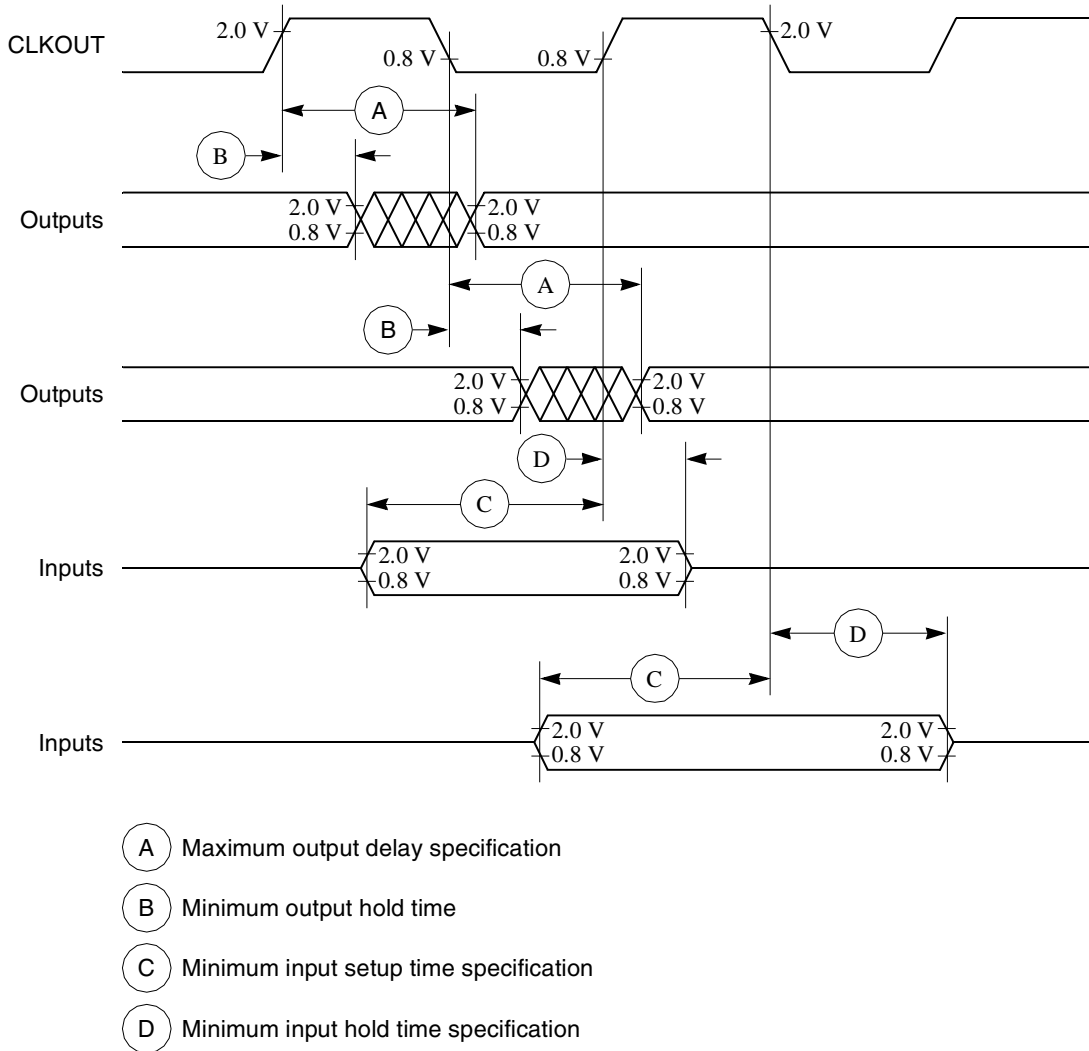 CLKOUT
2.0 V
0.8 V
0.8 V
2.0 V
A
B
Outputs
2.0 V
0.8 V
2.0 V
0.8 V
A
B
Outputs
2.0 V
0.8 V
2.0 V
0.8 V
D
C
Inputs
2.0 V
0.8 V
2.0 V
0.8 V
D
C
Inputs
2.0 V
0.8 V
2.0 V
0.8 V
A Maximum output delay specification
B Minimum output hold time
C Minimum input setup time specification
D Minimum input hold time specification